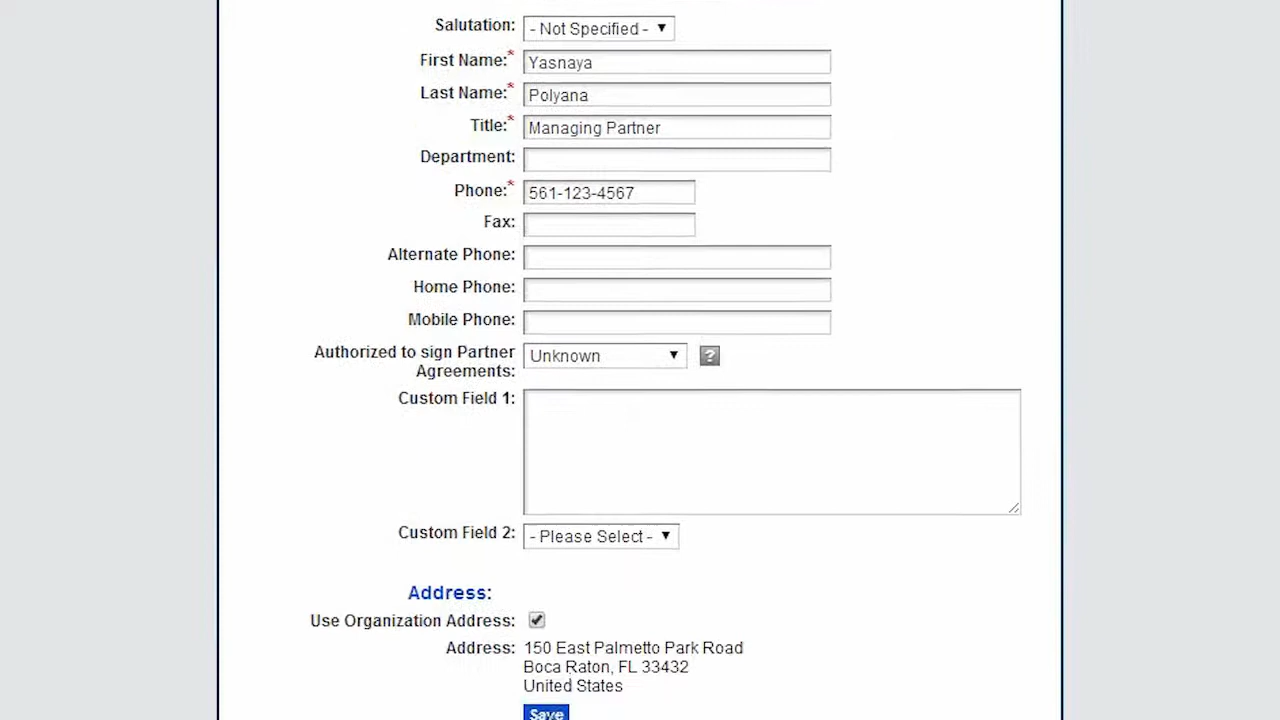 Salutation: - Not Specified -
First Name:* Yasnaya
Last Name:* Polyana
Title:* Managing Partner
Department:
Phone:* 561-123-4567
Fax:
Alternate Phone:
Home Phone:
Mobile Phone:
Authorized to sign Partner Unknown ?
Agreements:
Custom Field 1:
Custom Field 2: - Please Select -
Address:
Use Organization Address:
Address: 150 East Palmetto Park Road
Boca Raton, FL 33432
United States
Save